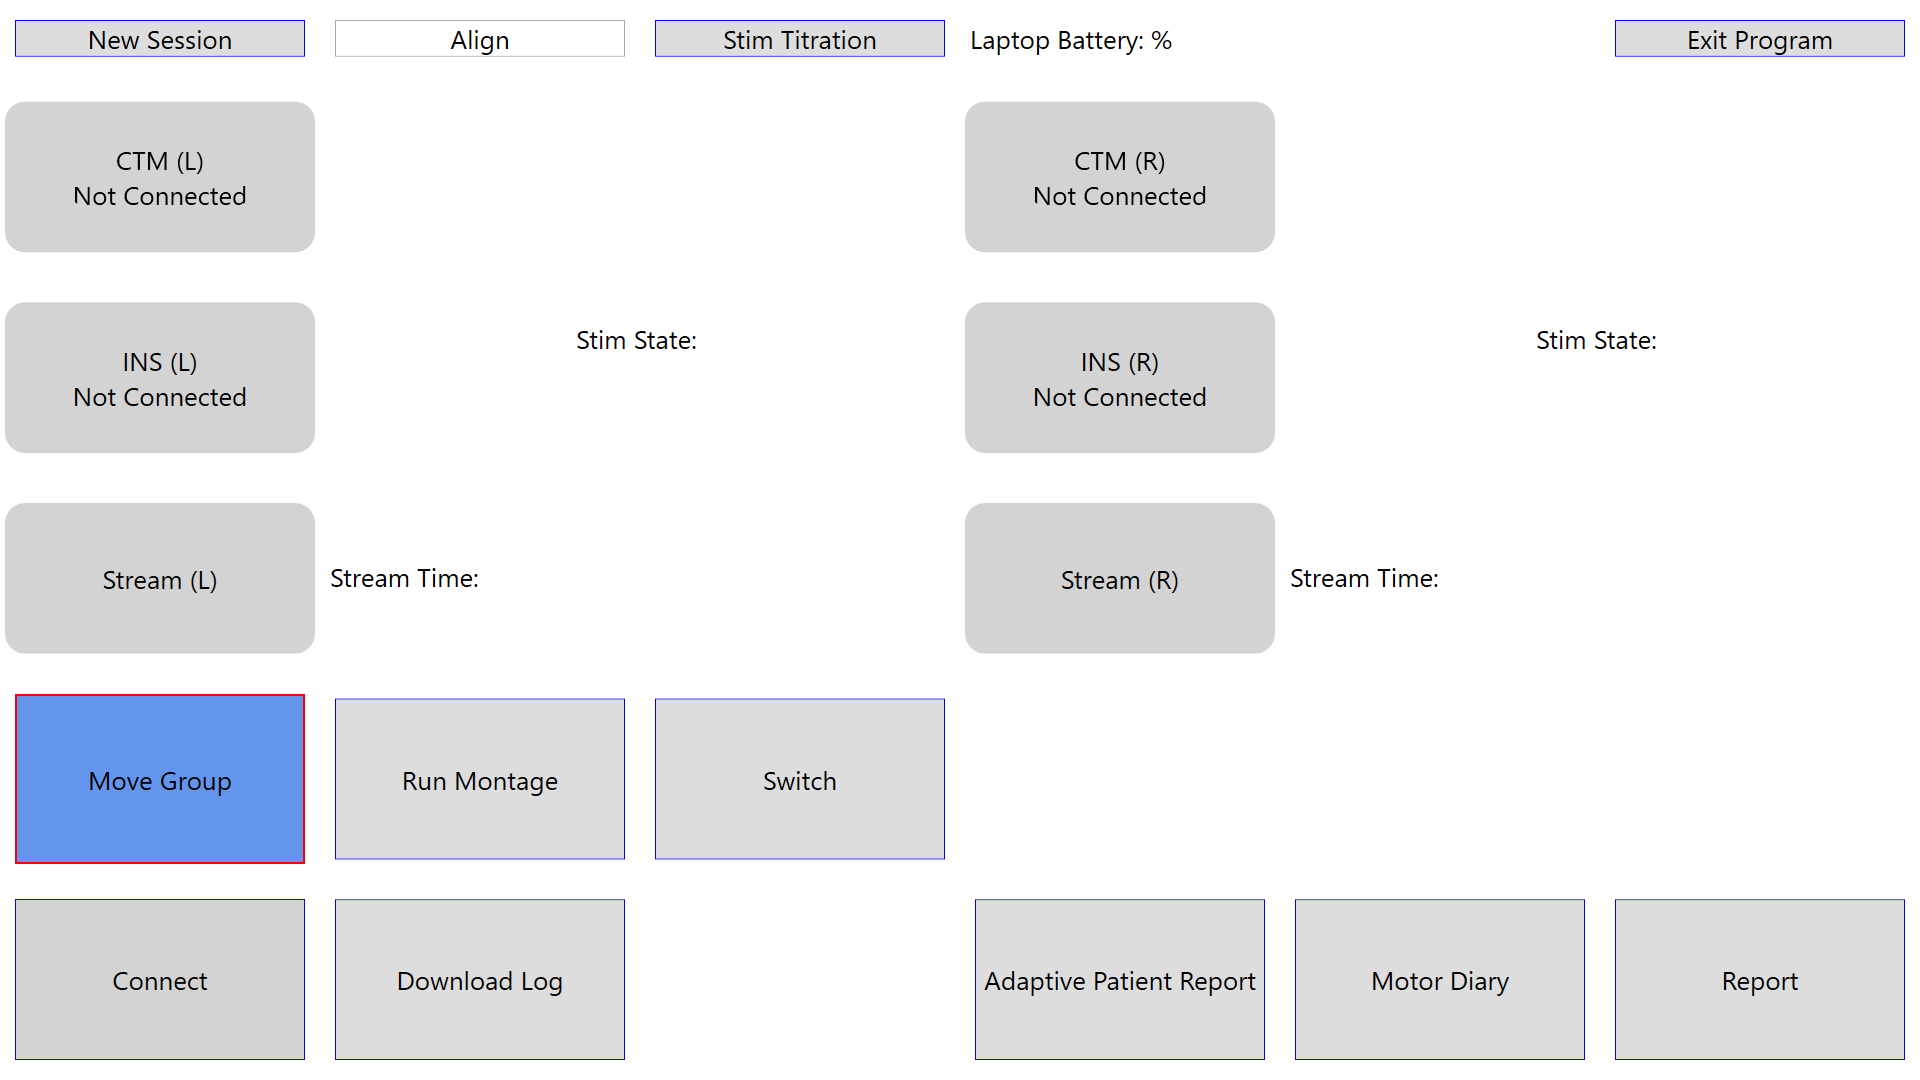 New Session
Align
Stim Titration
Laptop Battery: %
Exit Program
CTM (L)
Not Connected
CTM (R)
Not Connected
INS (L)
Not Connected
Stim State:
INS (R)
Not Connected
Stim State:
Stream (L)
Stream Time:
Stream (R)
Stream Time:
Move Group
Run Montage
Switch
Connect
Download Log
Adaptive Patient Report
Motor Diary
Report